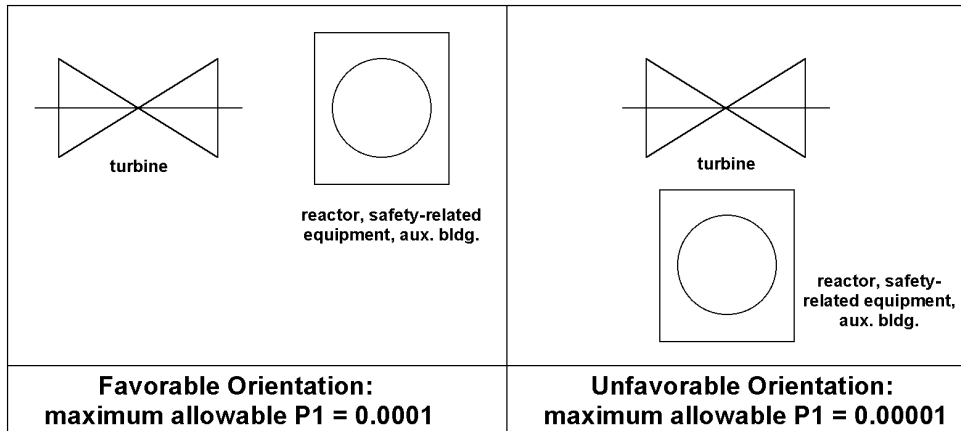 turbine
reactor, safety-related
equipment, aux. bldg.
Favorable Orientation:
maximum allowable P1 = 0.0001
turbine
reactor, safety-
related equipment,
aux. bldg.
Unfavorable Orientation:
maximum allowable P1 = 0.00001